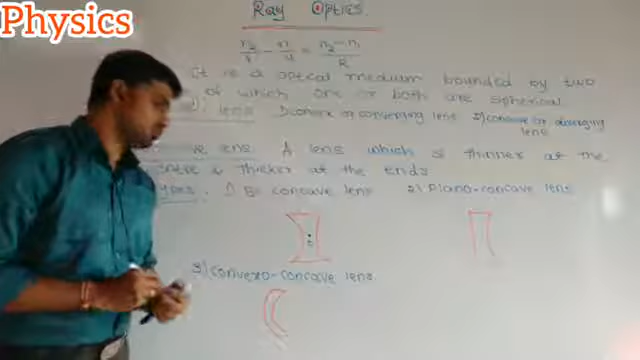 Physics
Ray Optics.
n2/v - n1/u = n2-n1/R
It is a optical medium bounded by two
of which one or both are spherical
lens 1) convex or converging lens 2) concave or diverging
lens
lens A lens which is thinner at the
centre & thicker at the ends
Types. 1) Bi concave lens 2) Plano-concave lens
3) convexo-concave lens